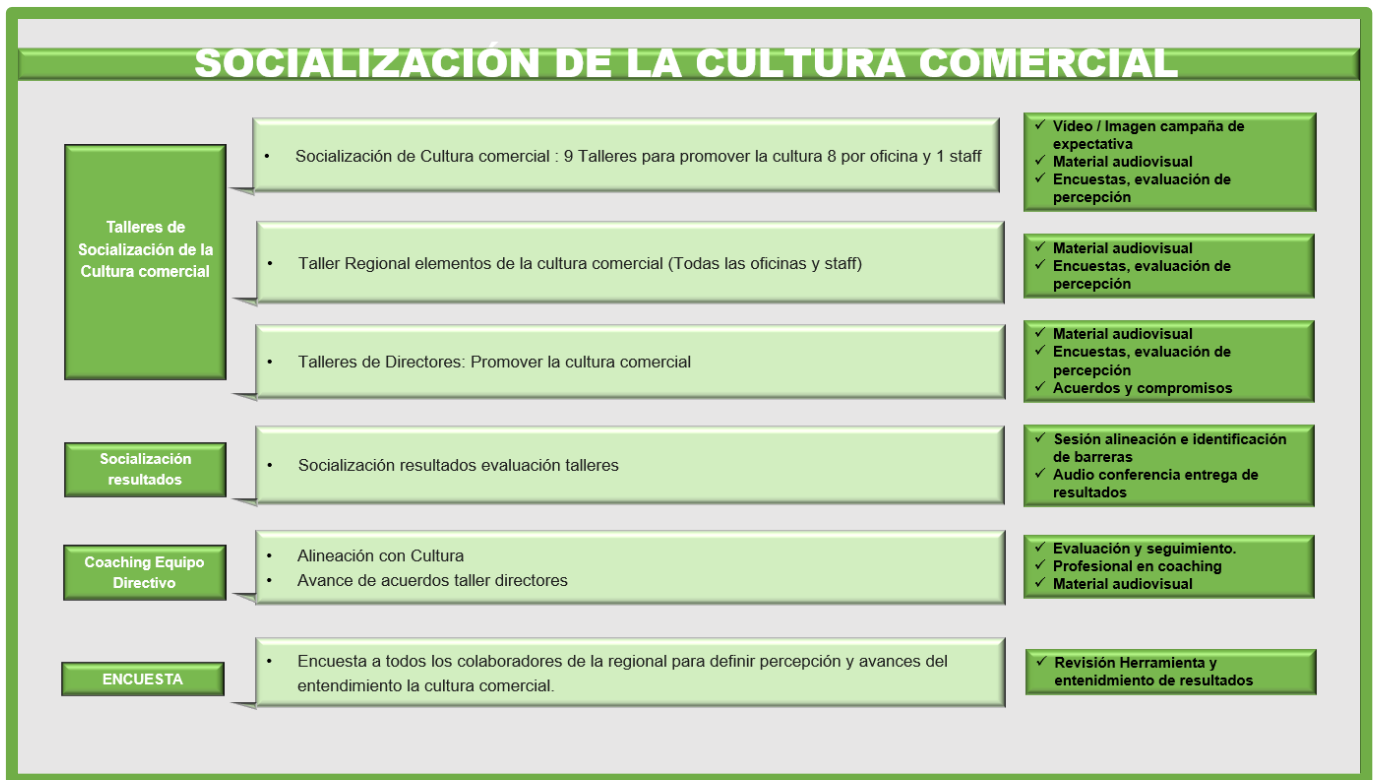 SOCIALIZACIÓN DE LA CULTURA COMERCIAL
Talleres de
Socialización de la
Cultura comercial
• Socialización de Cultura comercial : 9 Talleres para promover la cultura 8 por oficina y 1 staff
✓ Vídeo / Imagen campaña de
expectativa
✓ Material audiovisual
✓ Encuestas, evaluación de
percepción
• Taller Regional elementos de la cultura comercial (Todas las oficinas y staff)
✓ Material audiovisual
✓ Encuestas, evaluación de
percepción
• Talleres de Directores: Promover la cultura comercial
✓ Material audiovisual
✓ Encuestas, evaluación de
percepción
✓ Acuerdos y compromisos
Socialización
resultados
• Socialización resultados evaluación talleres
✓ Sesión alineación e identificación
de barreras
✓ Audio conferencia entrega de
resultados
Coaching Equipo
Directivo
• Alineación con Cultura
• Avance de acuerdos taller directores
✓ Evaluación y seguimiento.
✓ Profesional en coaching
✓ Material audiovisual
ENCUESTA
• Encuesta a todos los colaboradores de la regional para definir percepción y avances del
entendimiento la cultura comercial.
✓ Revisión Herramienta y
entenidmiento de resultados